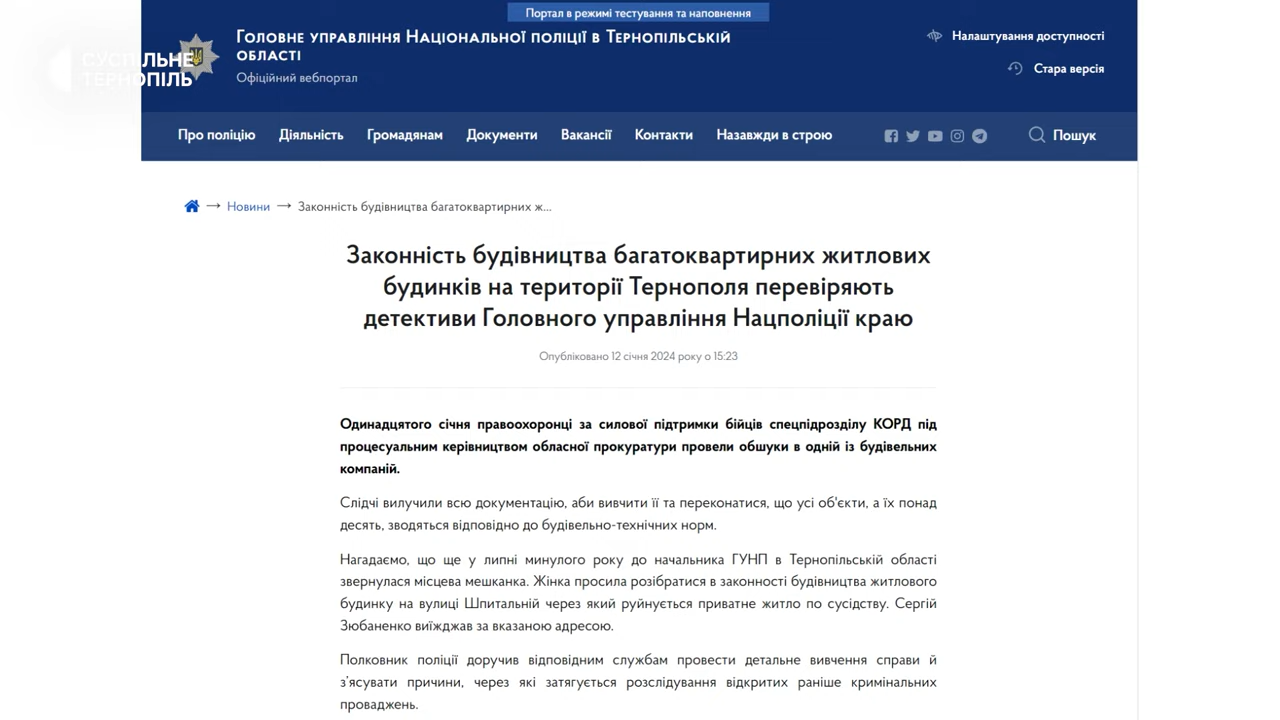 Портал в режимі тестування та наповнення
СУСПІЛЬНЕ
ТЕРНОПІЛЬ
Головне управління Національної поліції в Тернопільській
області
Офіційний вебпортал
Налаштування доступності
Стара версія
Про поліцію Діяльність Громадянам Документи Вакансії Контакти Назавжди в строю Пошук
Новини Законність будівництва багатоквартирних ж...
Законність будівництва багатоквартирних житлових
будинків на території Тернополя перевіряють
детективи Головного управління Нацполіції краю
Опубліковано 12 січня 2024 року о 15:23
Одинадцятого січня правоохоронці за силової підтримки бійців спецпідрозділу КОРД під
процесуальним керівництвом обласної прокуратури провели обшуки в одній із будівельних
компаній.
Слідчі вилучили всю документацію, аби вивчити її та переконатися, що усі об'єкти, а їх понад
десять, зводяться відповідно до будівельно-технічних норм.
Нагадаємо, що ще у липні минулого року до начальника ГУНП в Тернопільській області
звернулася місцева мешканка. Жінка просила розібратися в законності будівництва житлового
будинку на вулиці Шпитальній через який руйнується приватне житло по сусідству. Сергій
Зюбаненко виїжджав за вказаною адресою.
Полковник поліції доручив відповідним службам провести детальне вивчення справи й
з’ясувати причини, через які затягується розслідування відкритих раніше кримінальних
проваджень.